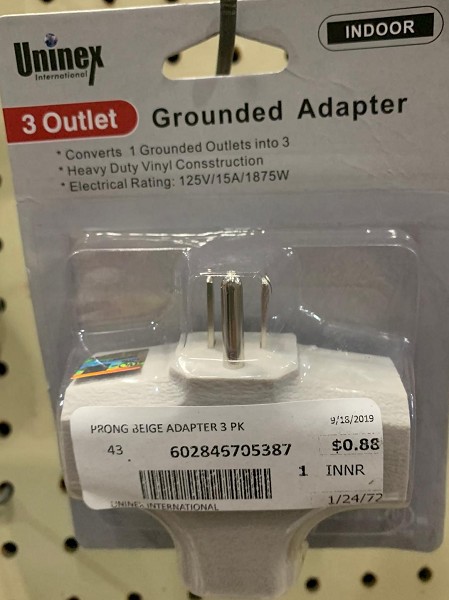 Uninex
International
INDOOR
3 Outlet
Grounded Adapter
* Converts 1 Grounded Outlets into 3
* Heavy Duty Vinyl Consstruction
* Electrical Rating: 125V/15A/1875W
PRONG BEIGE ADAPTER 3 PK
9/18/2019
43
602846705387
$0.88
1 INNR
UNINEX INTERNATIONAL
1/24/72